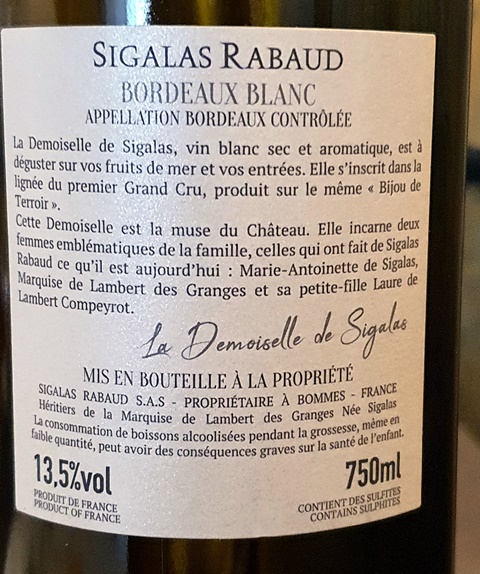 SIGALAS RABAUD
BORDEAUX BLANC
APPELLATION BORDEAUX CONTRÔLÉE
La Demoiselle de Sigalas, vin blanc sec et aromatique, est à
déguster sur vos fruits de mer et vos entrées. Elle s'inscrit dans la
lignée du premier Grand Cru, produit sur le même « Bijou de
Terroir ».
Cette Demoiselle est la muse du Château. Elle incarne deux
femmes emblématiques de la famille, celles qui ont fait de Sigalas
Rabaud ce qu'il est aujourd'hui : Marie-Antoinette de Sigalas,
Marquise de Lambert des Granges et sa petite-fille Laure de
Lambert Compeyrot.
La Demoiselle de Sigalas
MIS EN BOUTEILLE À LA PROPRIÉTÉ
SIGALAS RABAUD S.A.S - PROPRIÉTAIRE À BOMMES - FRANCE
Héritiers de la Marquise de Lambert des Granges Née Sigalas
La consommation de boissons alcoolisées pendant la grossesse, même en
faible quantité, peut avoir des conséquences graves sur la santé de l'enfant.
13,5%vol
750ml
PRODUIT DE FRANCE
PRODUCT OF FRANCE
CONTIENT DES SULFITES
CONTAINS SULPHITES